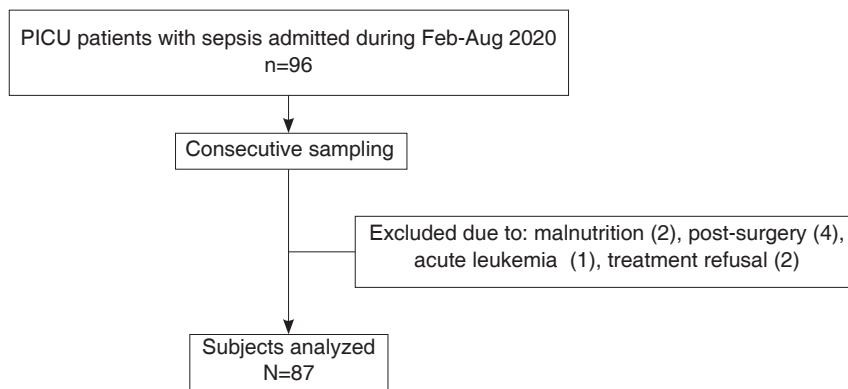 PICU patients with sepsis admitted during Feb-Aug 2020
n=96
Consecutive sampling
Excluded due to: malnutrition (2), post-surgery (4),
acute leukemia (1), treatment refusal (2)
Subjects analyzed
N=87